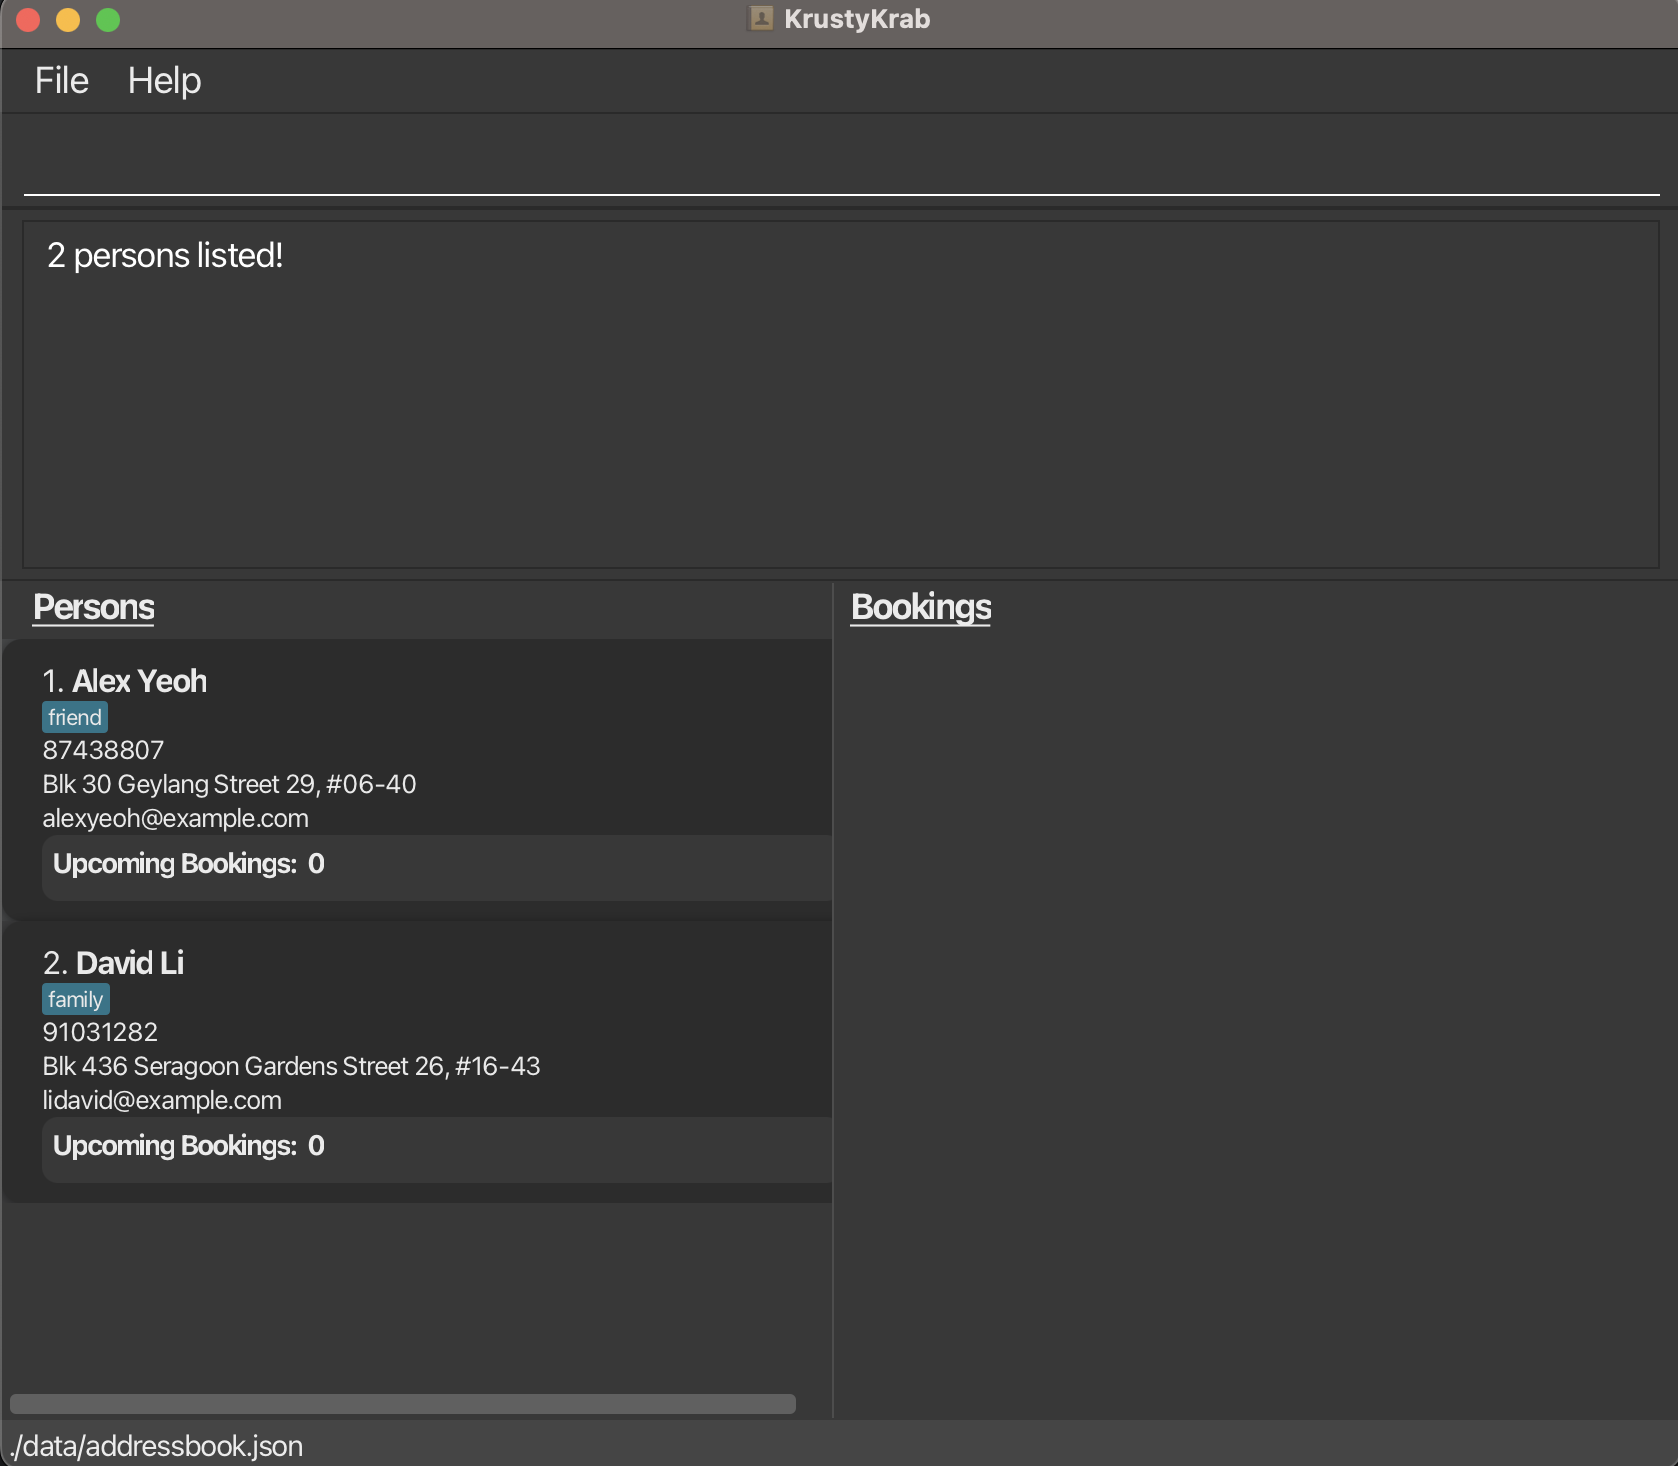 KrustyKrab
File Help
2 persons listed!
Persons
1. Alex Yeoh
friend
87438807
Blk 30 Geylang Street 29, #06-40
alexyeoh@example.com
Upcoming Bookings: 0
2. David Li
family
91031282
Blk 436 Seragoon Gardens Street 26, #16-43
lidavid@example.com
Upcoming Bookings: 0
Bookings
./data/addressbook.json